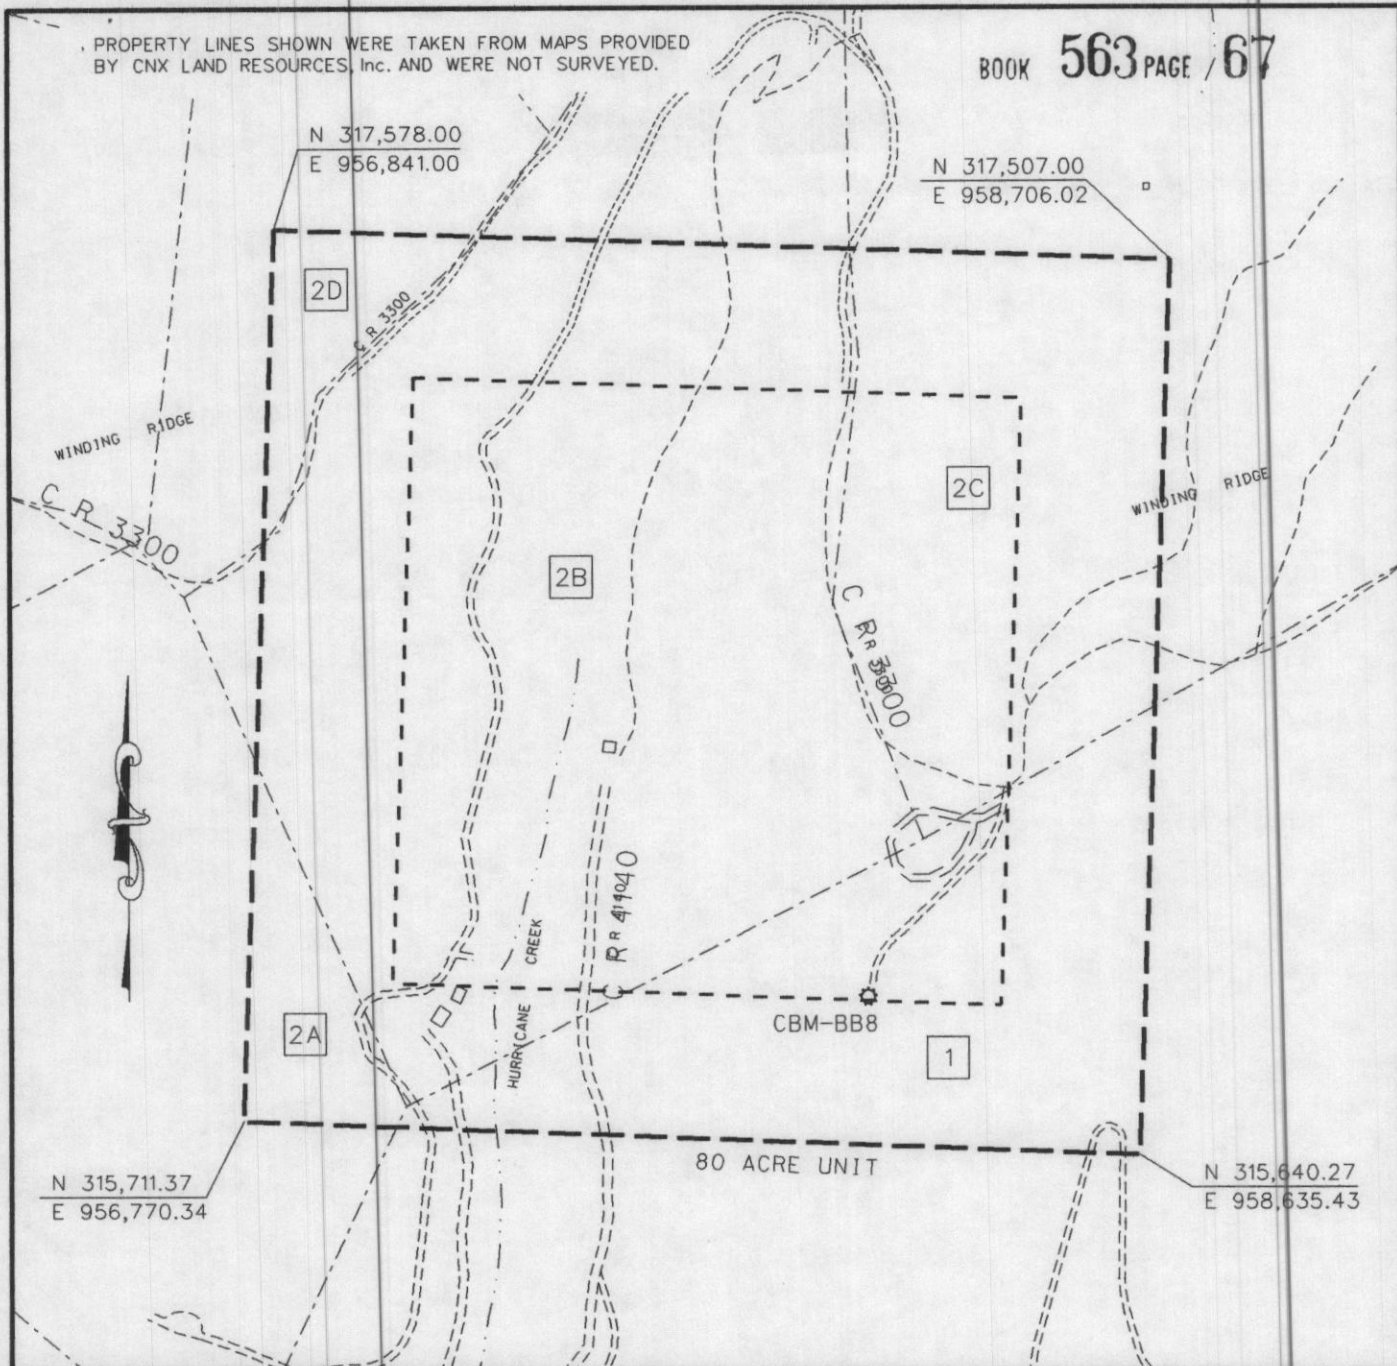 PROPERTY LINES SHOWN WERE TAKEN FROM MAPS PROVIDED
BY CNX LAND RESOURCES, Inc. AND WERE NOT SURVEYED.
BOOK 563 PAGE 67
N 317,578.00
E 956,841.00
N 317,507.00
E 958,706.02
2D
C R 3300
WINDING RIDGE
C R 3300
2C
WINDING RIDGE
2B
C R 3300
R 4140
HURRICANE CREEK
CBM-BB8
2A
1
80 ACRE UNIT
N 315,711.37
E 956,770.34
N 315,640.27
E 958,635.43